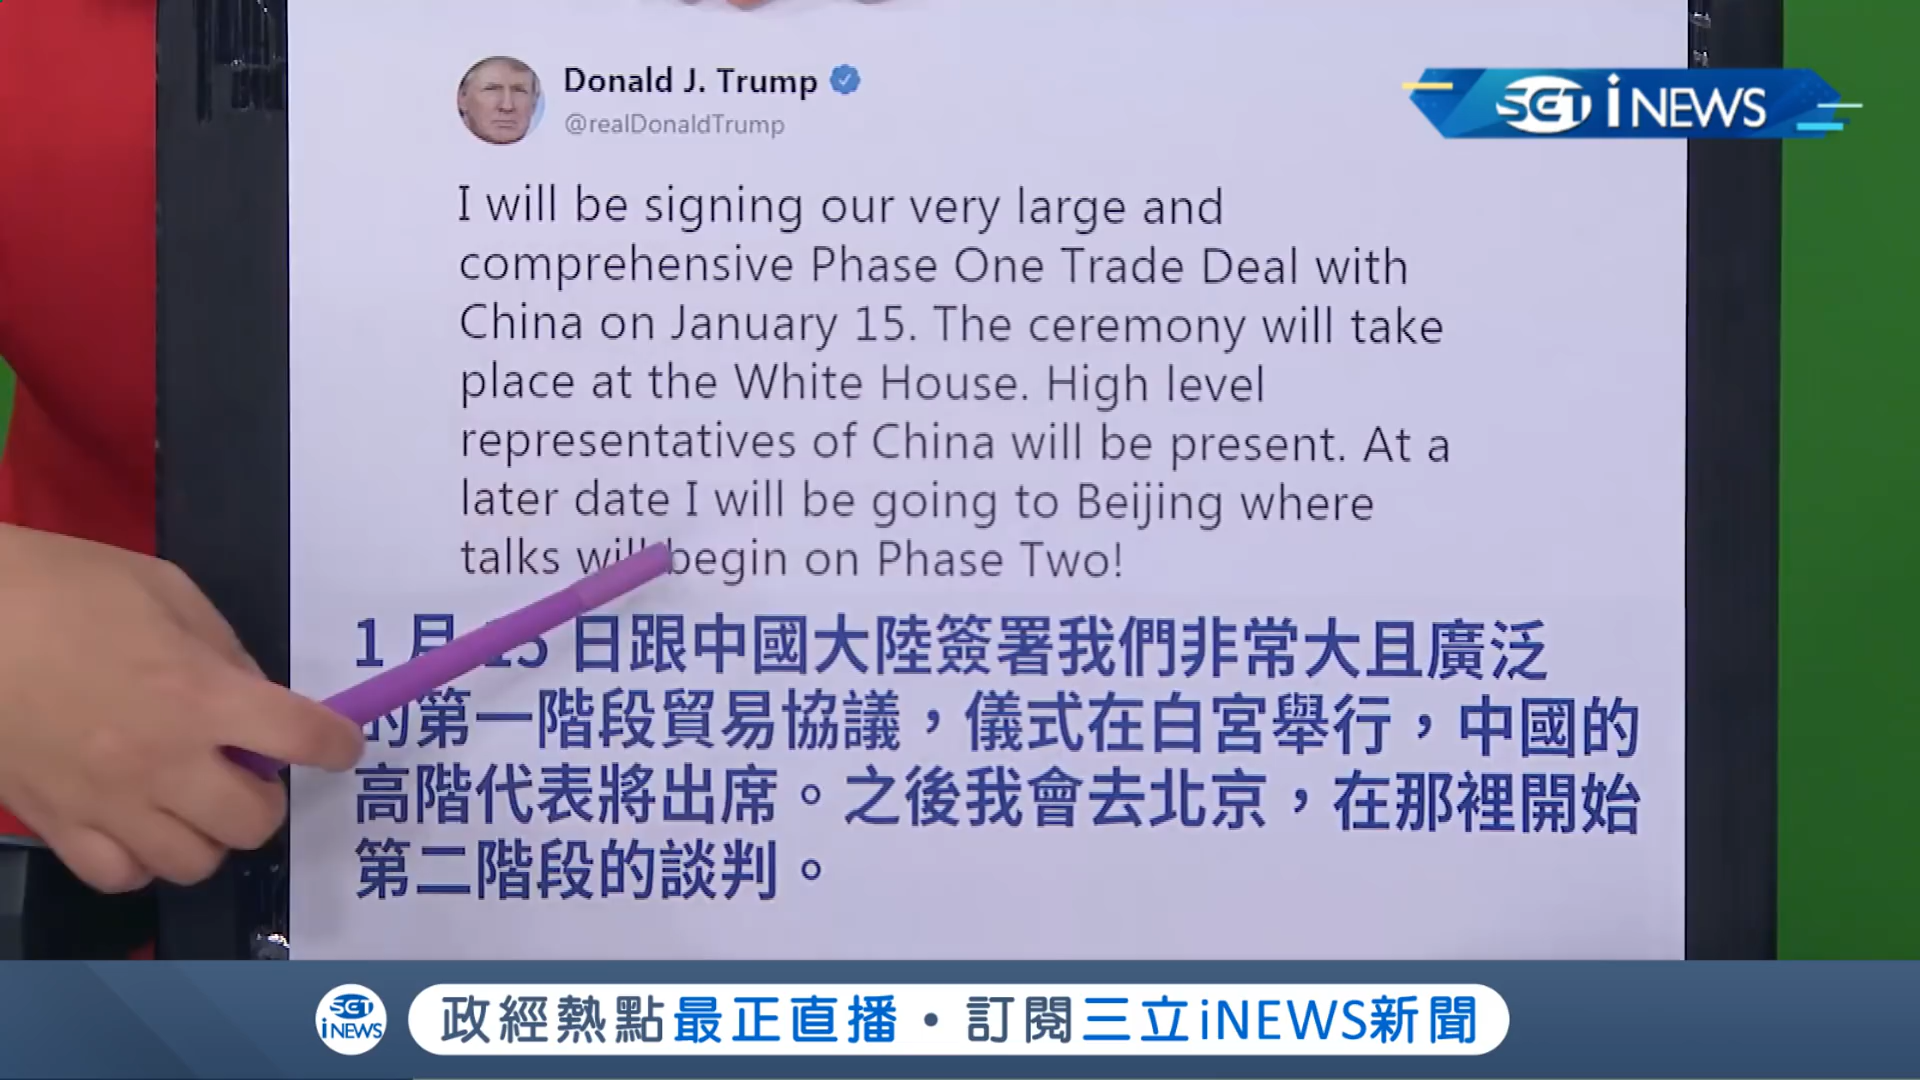 Donald J. Trump
@realDonaldTrump
SET iNEWS
I will be signing our very large and
comprehensive Phase One Trade Deal with
China on January 15. The ceremony will take
place at the White House. High level
representatives of China will be present. At a
later date I will be going to Beijing where
talks will begin on Phase Two!
1 月 15 日跟中國大陸簽署我們非常大且廣泛
的第一階段貿易協議，儀式在白宮舉行，中國的
高階代表將出席。之後我會去北京，在那裡開始
第二階段的談判。
SET iNEWS
政經熱點最正直播・訂閱三立iNEWS新聞